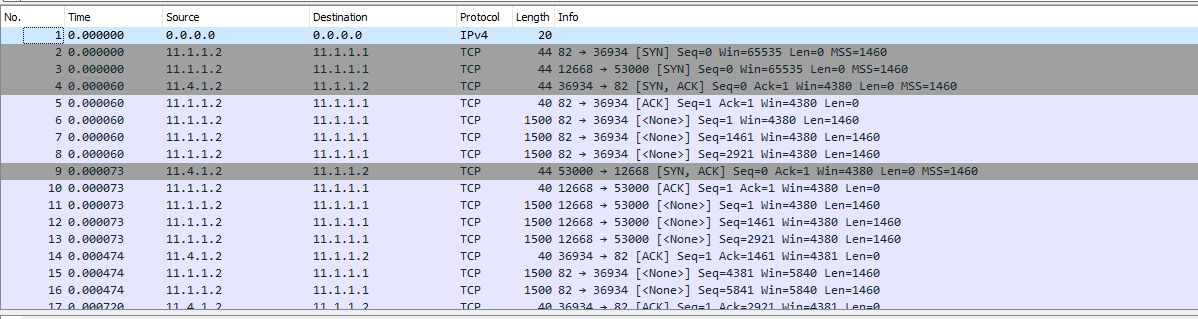 No. Time Source Destination Protocol Length Info
1 0.000000 0.0.0.0 0.0.0.0 IPv4 20
2 0.000000 11.1.1.2 11.1.1.1 TCP 44 82 → 36934 [SYN] Seq=0 Win=65535 Len=0 MSS=1460
3 0.000000 11.1.1.2 11.1.1.1 TCP 44 12668 → 53000 [SYN] Seq=0 Win=65535 Len=0 MSS=1460
4 0.000060 11.4.1.2 11.1.1.2 TCP 44 36934 → 82 [SYN, ACK] Seq=0 Ack=1 Win=4380 Len=0 MSS=1460
5 0.000060 11.1.1.2 11.1.1.1 TCP 40 82 → 36934 [ACK] Seq=1 Ack=1 Win=4380 Len=0
6 0.000060 11.1.1.2 11.1.1.1 TCP 1500 82 → 36934 [<None>] Seq=1 Win=4380 Len=1460
7 0.000060 11.1.1.2 11.1.1.1 TCP 1500 82 → 36934 [<None>] Seq=1461 Win=4380 Len=1460
8 0.000060 11.1.1.2 11.1.1.1 TCP 1500 82 → 36934 [<None>] Seq=2921 Win=4380 Len=1460
9 0.000073 11.4.1.2 11.1.1.2 TCP 44 53000 → 12668 [SYN, ACK] Seq=0 Ack=1 Win=4380 Len=0 MSS=1460
10 0.000073 11.1.1.2 11.1.1.1 TCP 40 12668 → 53000 [ACK] Seq=1 Ack=1 Win=4380 Len=0
11 0.000073 11.1.1.2 11.1.1.1 TCP 1500 12668 → 53000 [<None>] Seq=1 Win=4380 Len=1460
12 0.000073 11.1.1.2 11.1.1.1 TCP 1500 12668 → 53000 [<None>] Seq=1461 Win=4380 Len=1460
13 0.000073 11.1.1.2 11.1.1.1 TCP 1500 12668 → 53000 [<None>] Seq=2921 Win=4380 Len=1460
14 0.000474 11.4.1.2 11.1.1.2 TCP 40 36934 → 82 [ACK] Seq=1 Ack=1461 Win=4381 Len=0
15 0.000474 11.1.1.2 11.1.1.1 TCP 1500 82 → 36934 [<None>] Seq=4381 Win=5840 Len=1460
16 0.000474 11.1.1.2 11.1.1.1 TCP 1500 82 → 36934 [<None>] Seq=5841 Win=5840 Len=1460
17 0.000720 11.4.1.2 11.1.1.2 TCP 40 36934 → 82 [ACK] Seq=1 Ack=2921 Win=4381 Len=0